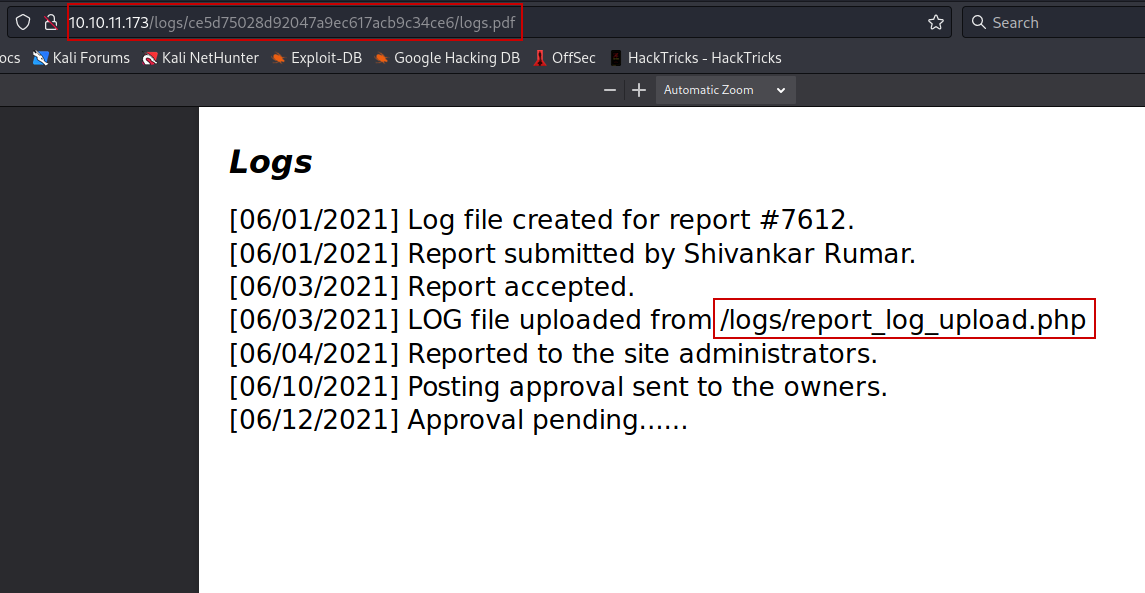 10.10.11.173/logs/ce5d75028d92047a9ec617acb9c34ce6/logs.pdf
Search
ocs
Kali Forums
Kali NetHunter
Exploit-DB
Google Hacking DB
OffSec
HackTricks - HackTricks
Automatic Zoom
Logs
[06/01/2021] Log file created for report #7612.
[06/01/2021] Report submitted by Shivankar Rumar.
[06/03/2021] Report accepted.
[06/03/2021] LOG file uploaded from /logs/report_log_upload.php
[06/04/2021] Reported to the site administrators.
[06/10/2021] Posting approval sent to the owners.
[06/12/2021] Approval pending......